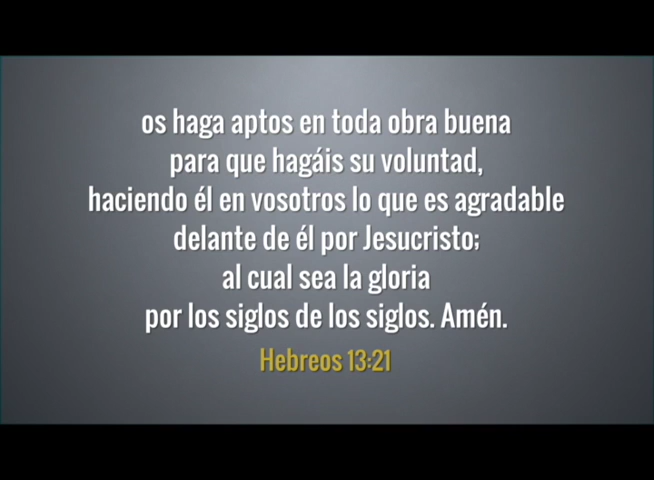 os haga aptos en toda obra buena
para que hagáis su voluntad,
haciendo él en vosotros lo que es agradable
delante de él por Jesucristo;
al cual sea la gloria
por los siglos de los siglos. Amén.
Hebreos 13:21